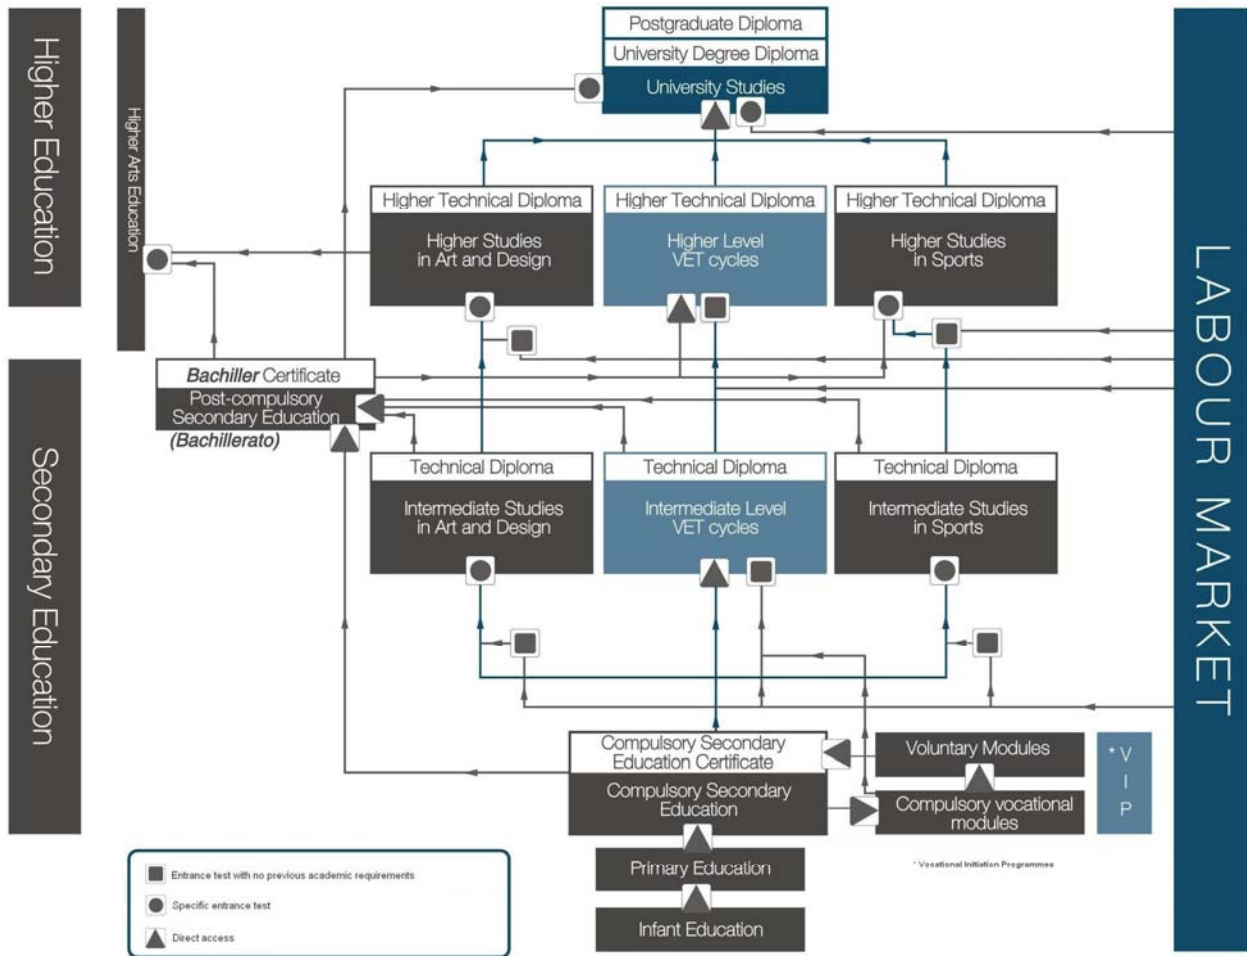 Higher Education
Higher Arts Education
Postgraduate Diploma
University Degree Diploma
University Studies
Higher Technical Diploma
Higher Studies
in Art and Design
Higher Technical Diploma
Higher Level
VET cycles
Higher Technical Diploma
Higher Studies
in Sports
LABOUR MARKET
Secondary Education
Bachiller Certificate
Post-compulsory
Secondary Education
(Bachillerato)
Technical Diploma
Intermediate Studies
in Art and Design
Technical Diploma
Intermediate Level
VET cycles
Technical Diploma
Intermediate Studies
in Sports
Compulsory Secondary
Education Certificate
Compulsory Secondary
Education
Voluntary Modules
Compulsory vocational
modules
* V
I
P
* Vocational Initiation Programmes
Primary Education
Infant Education
Entrance test with no previous academic requirements
Specific entrance test
Direct access